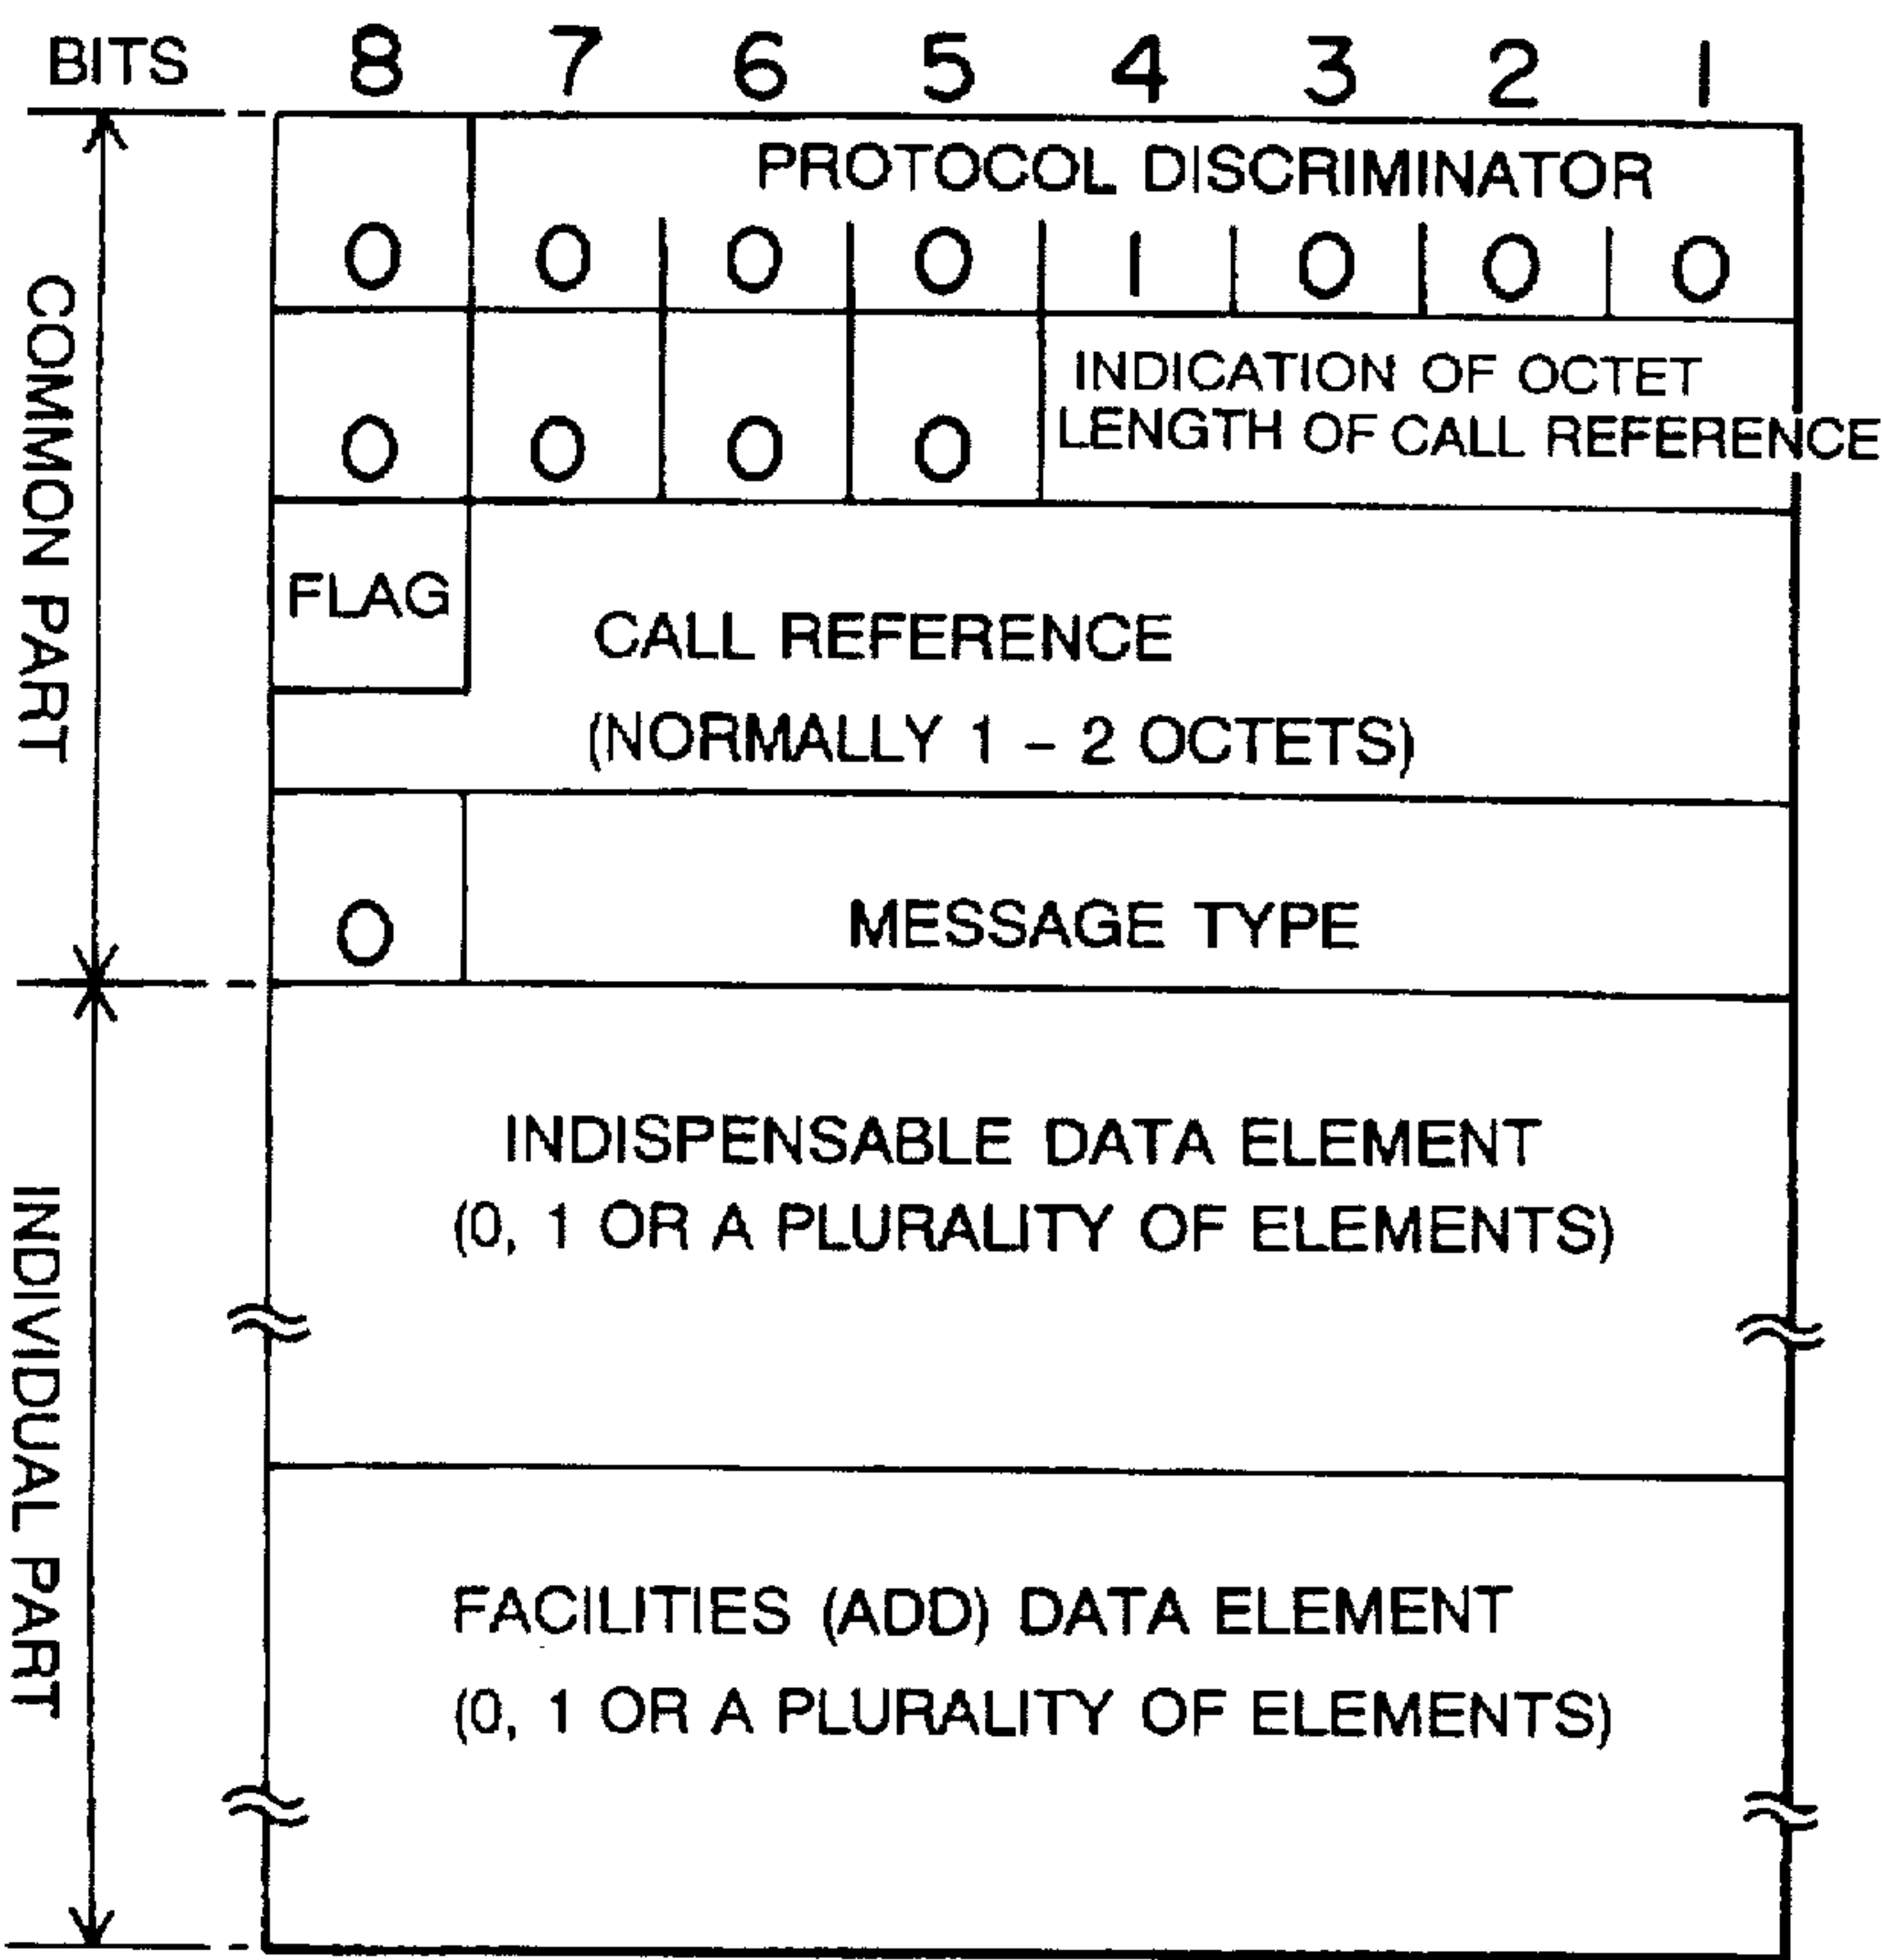 BITS 8 7 6 5 4 3 2 1
PROTOCOL DISCRIMINATOR
0 0 0 0 1 0 0 0
INDICATION OF OCTET
0 0 0 0 LENGTH OF CALL REFERENCE
FLAG
CALL REFERENCE
(NORMALLY 1 – 2 OCTETS)
0 MESSAGE TYPE
COMMON PART
INDISPENSABLE DATA ELEMENT
(0, 1 OR A PLURALITY OF ELEMENTS)
FACILITIES (ADD) DATA ELEMENT
(0, 1 OR A PLURALITY OF ELEMENTS)
INDIVIDUAL PART